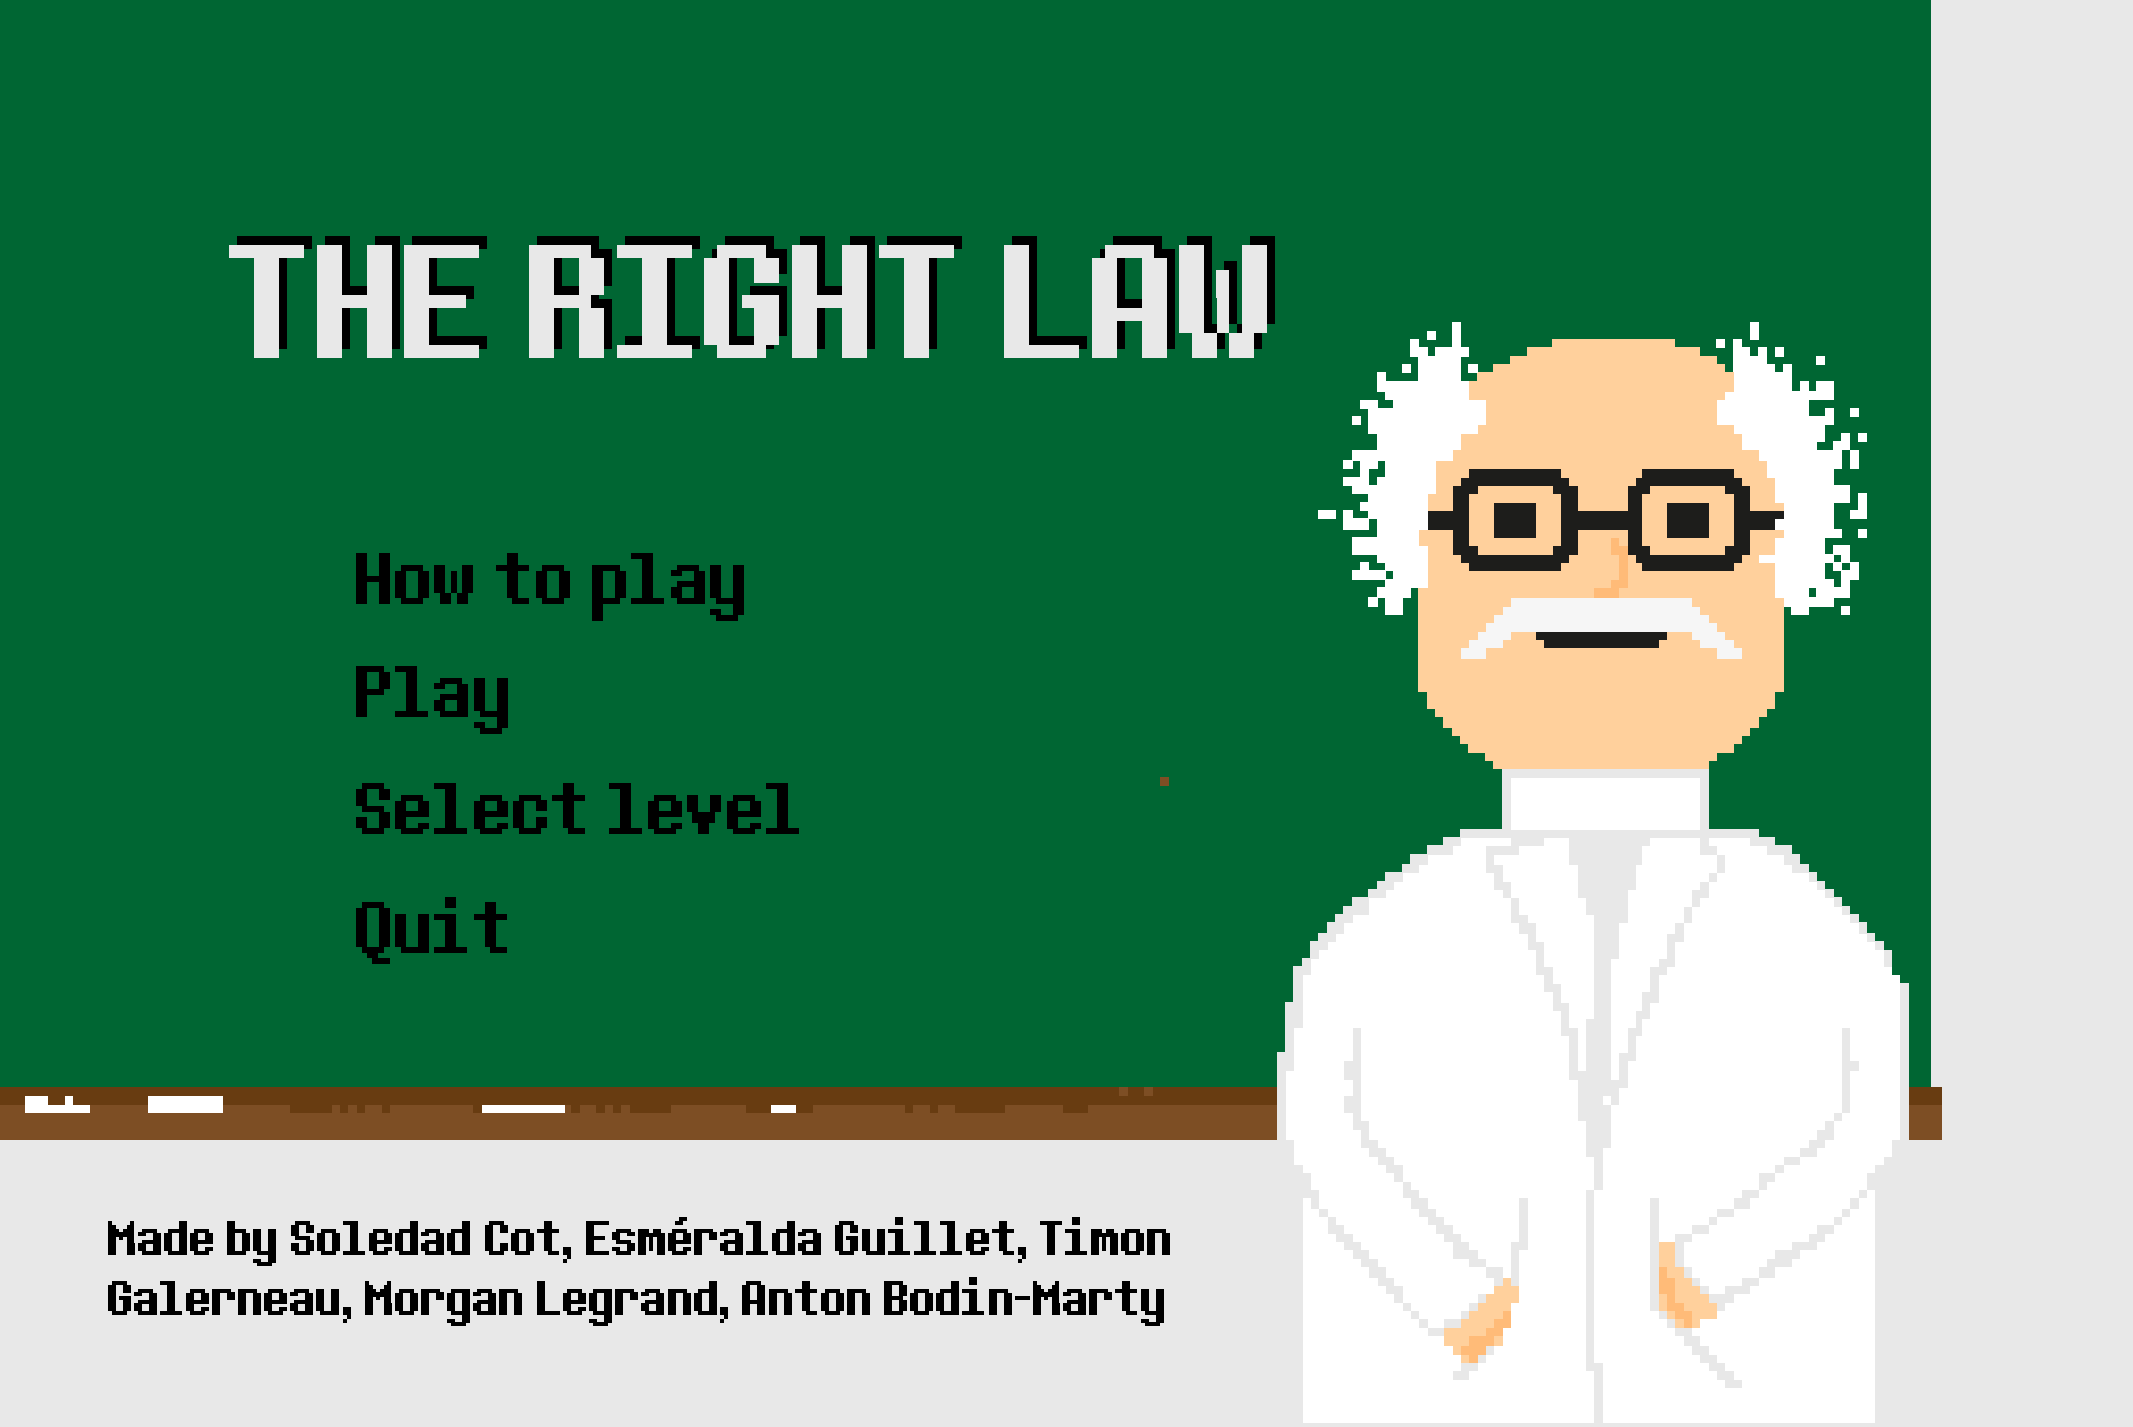 THE RIGHT LAW
How to play
Play
Select level
Quit
Made by Soledad Cot, Esméralda Guillet, Timon
Galerneau, Morgan Legrand, Anton Bodin-Marty